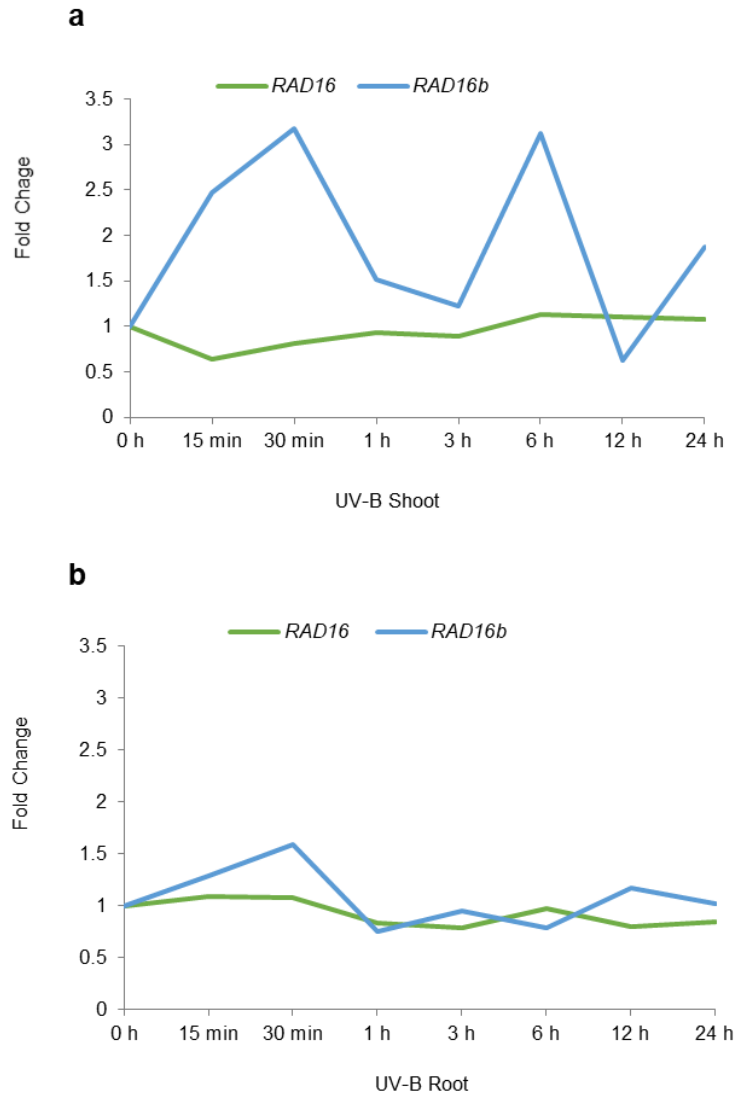 a
RAD16 RAD16b
3.5
3
2.5
2
1.5
1
0.5
0
Fold Chage
0 h 15 min 30 min 1 h 3 h 6 h 12 h 24 h
UV-B Shoot
b
RAD16 RAD16b
3.5
3
2.5
2
1.5
1
0.5
0
Fold Change
0 h 15 min 30 min 1 h 3 h 6 h 12 h 24 h
UV-B Root